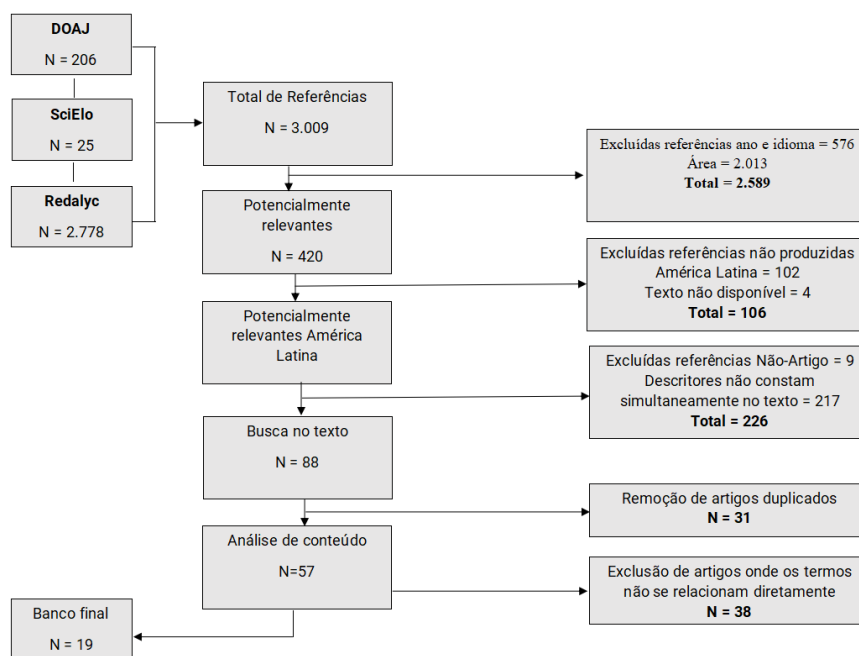 DOAJ
N = 206
SciElo
N = 25
Redalyc
N = 2.778
Total de Referências
N = 3.009
Excluídas referências ano e idioma = 576
Área = 2.013
Total = 2.589
Potencialmente
relevantes
N = 420
Excluídas referências não produzidas
América Latina = 102
Texto não disponível = 4
Total = 106
Potencialmente
relevantes América
Latina
Excluídas referências Não-Artigo = 9
Descritores não constam
simultaneamente no texto = 217
Total = 226
Busca no texto
N = 88
Remoção de artigos duplicados
N = 31
Análise de conteúdo
N=57
Exclusão de artigos onde os termos
não se relacionam diretamente
N = 38
Banco final
N = 19